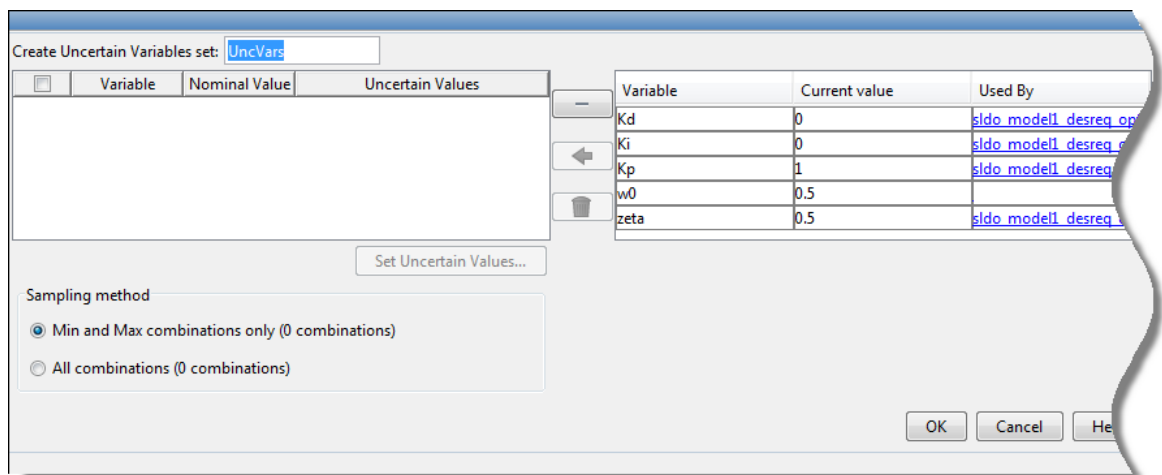 Create Uncertain Variables set: UncVars
Variable Nominal Value Uncertain Values
Variable Current value Used By
Kd 0
Ki 0
Kp 1
w0 0.5
zeta 0.5
Set Uncertain Values...
Sampling method
Min and Max combinations only (0 combinations)
All combinations (0 combinations)
OK Cancel